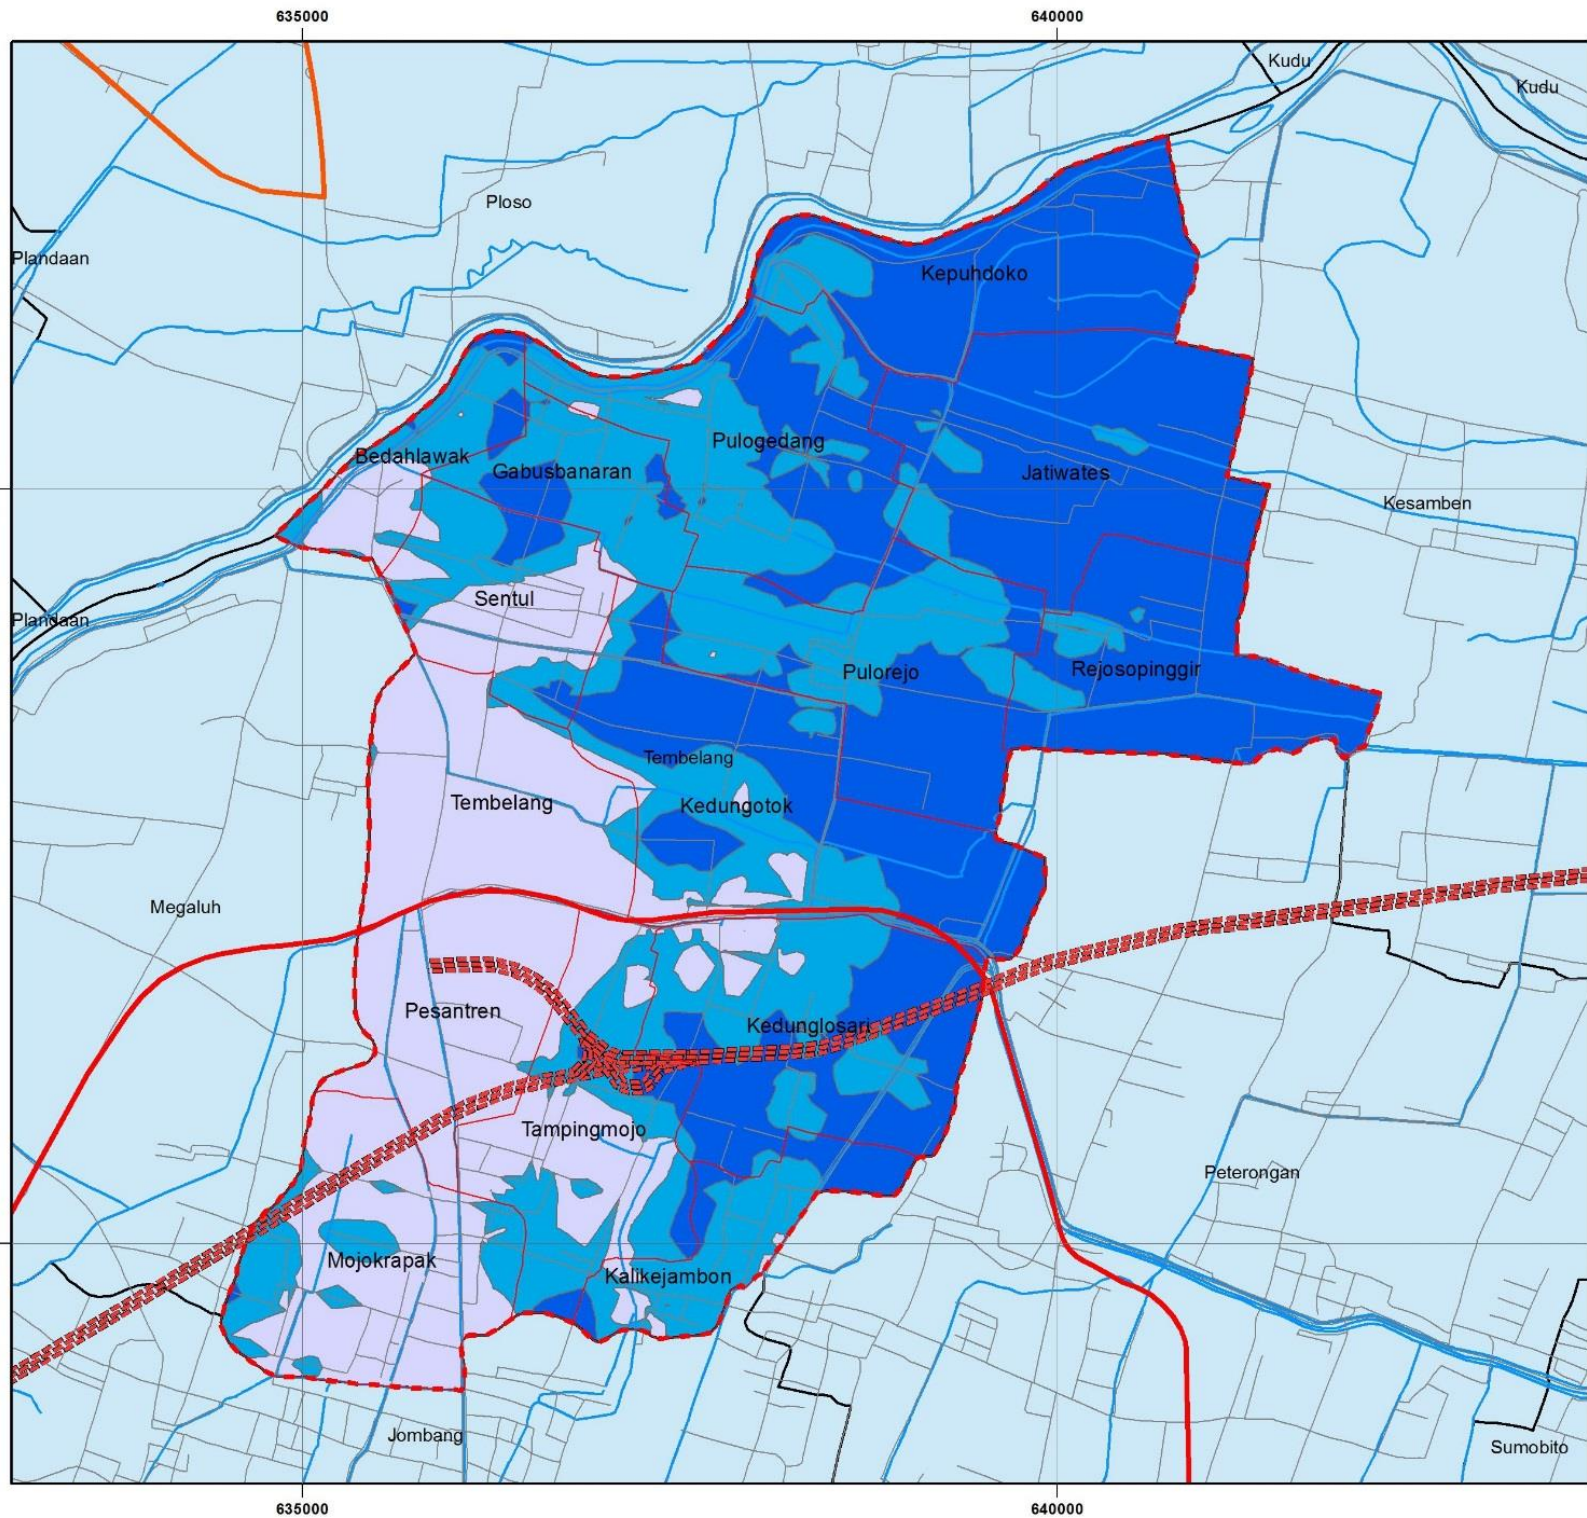 635000
640000
Kudu
Kudu
Ploso
Plandaan
Kepuhdoko
Pulogedang
Bedahlawak
Gabusbanaran
Jatiwates
Kesamben
Sentul
Plandaan
Pulorejo
Rejosopinggir
Tembelang
Tembelang
Kedungotok
Megaluh
Pesantren
Kedunglosari
Tampingmojo
Peterongan
Mojokrapak
Kalikejambon
Jombang
Sumobito
635000
640000